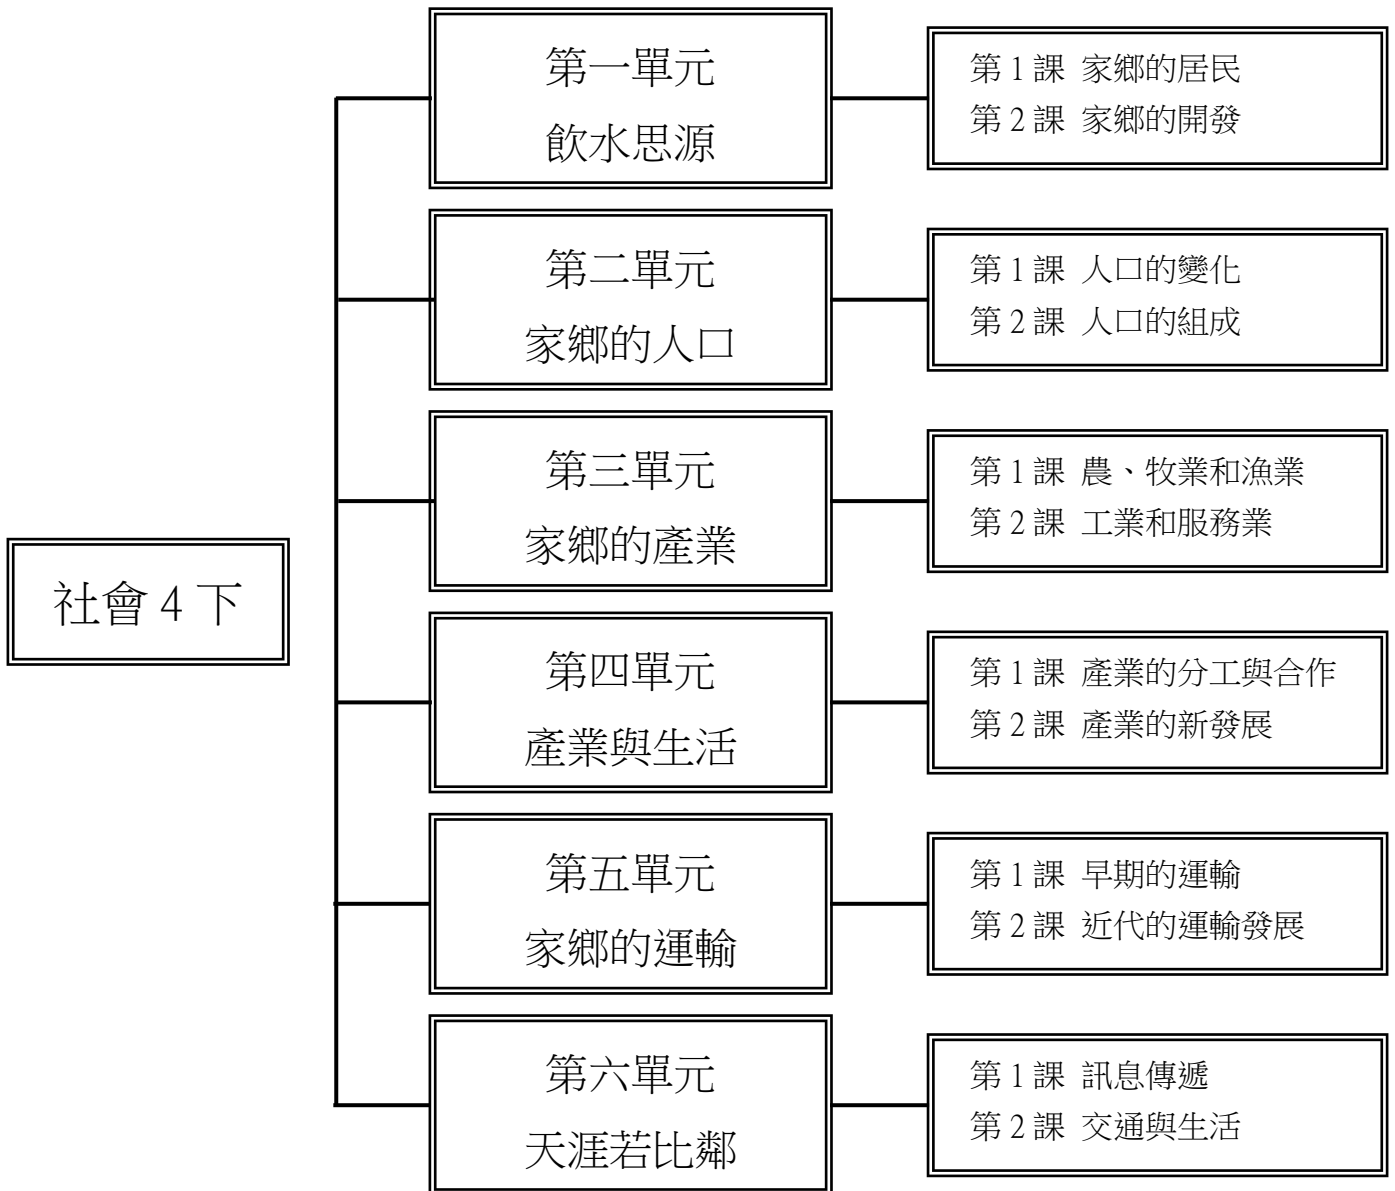 社會 4 下
第一單元
飲水思源
第 1 課 家鄉的居民
第 2 課 家鄉的開發
第二單元
家鄉的人口
第 1 課 人口的變化
第 2 課 人口的組成
第三單元
家鄉的產業
第 1 課 農、牧業和漁業
第 2 課 工業和服務業
第四單元
產業與生活
第 1 課 產業的分工與合作
第 2 課 產業的新發展
第五單元
家鄉的運輸
第 1 課 早期的運輸
第 2 課 近代的運輸發展
第六單元
天涯若比鄰
第 1 課 訊息傳遞
第 2 課 交通與生活